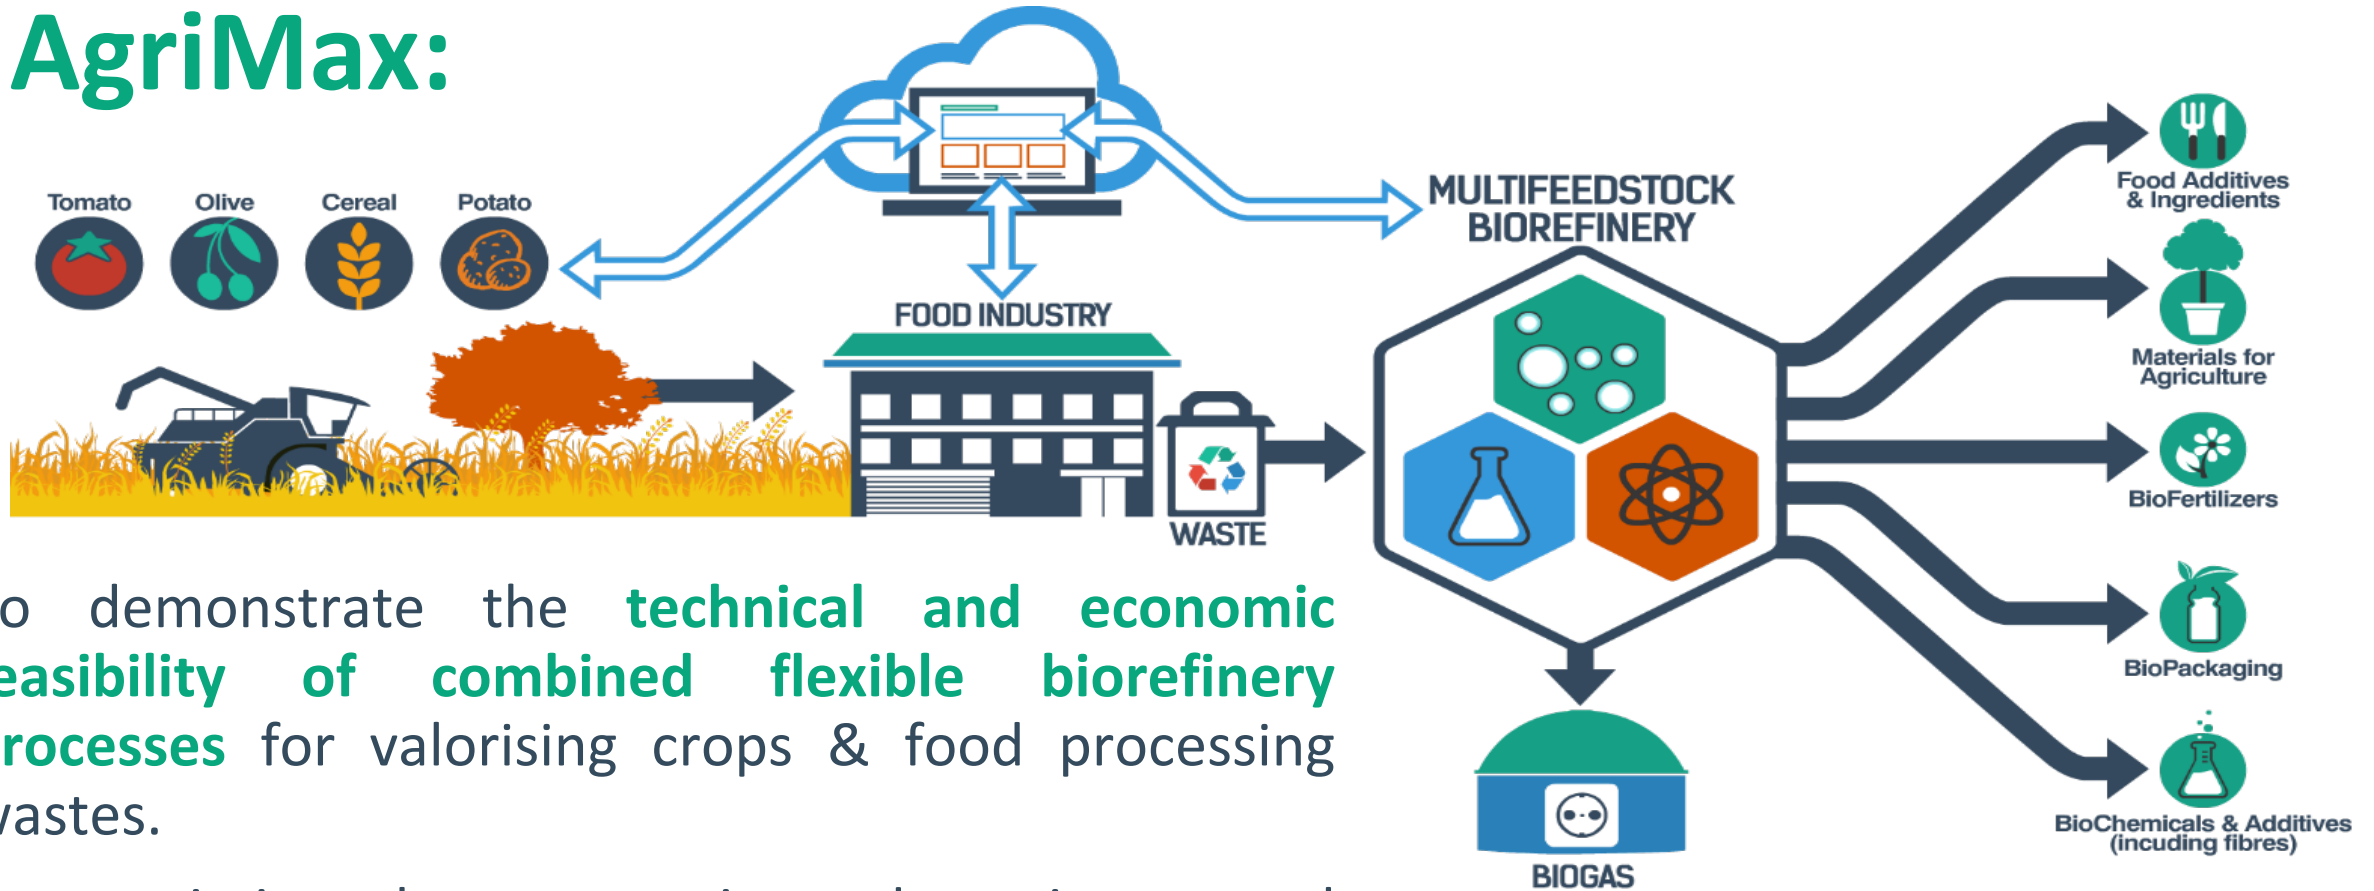 AgriMax:
Tomato Olive Cereal Potato
FOOD INDUSTRY
WASTE
MULTIFEEDSTOCK
BIOREFINERY
BIOGAS
Food Additives
& Ingredients
Materials for
Agriculture
BioFertilizers
BioPackaging
BioChemicals & Additives
(incuding fibres)
o demonstrate the technical and economic
easibility of combined flexible biorefinery
rocesses for valorising crops & food processing
wastes.